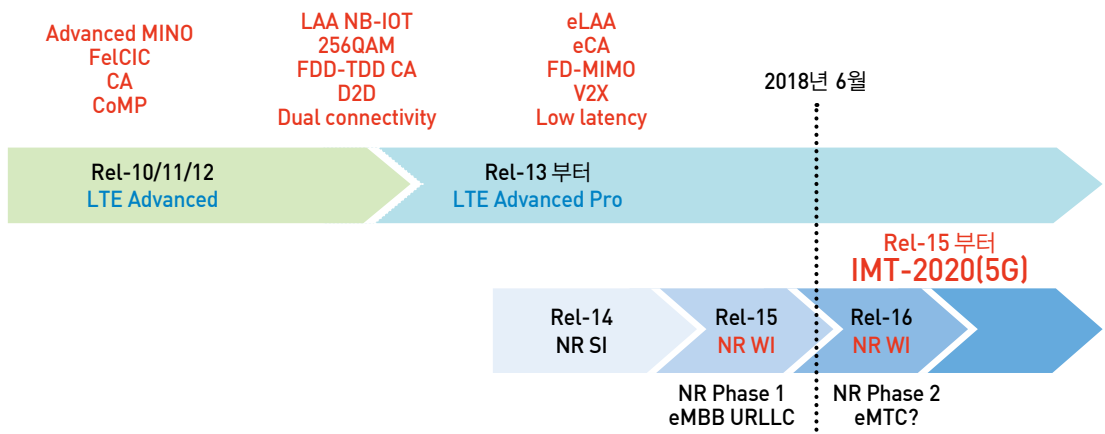 Advanced MINO
FelCIC
CA
CoMP
LAA NB-IOT
256QAM
FDD-TDD CA
D2D
Dual connectivity
eLAA
eCA
FD-MIMO
V2X
Low latency
2018년 6월
Rel-10/11/12
LTE Advanced
Rel-13 부터
LTE Advanced Pro
Rel-15 부터
IMT-2020(5G)
Rel-14
NR SI
Rel-15
NR WI
Rel-16
NR WI
NR Phase 1
eMBB URLLC
NR Phase 2
eMTC?